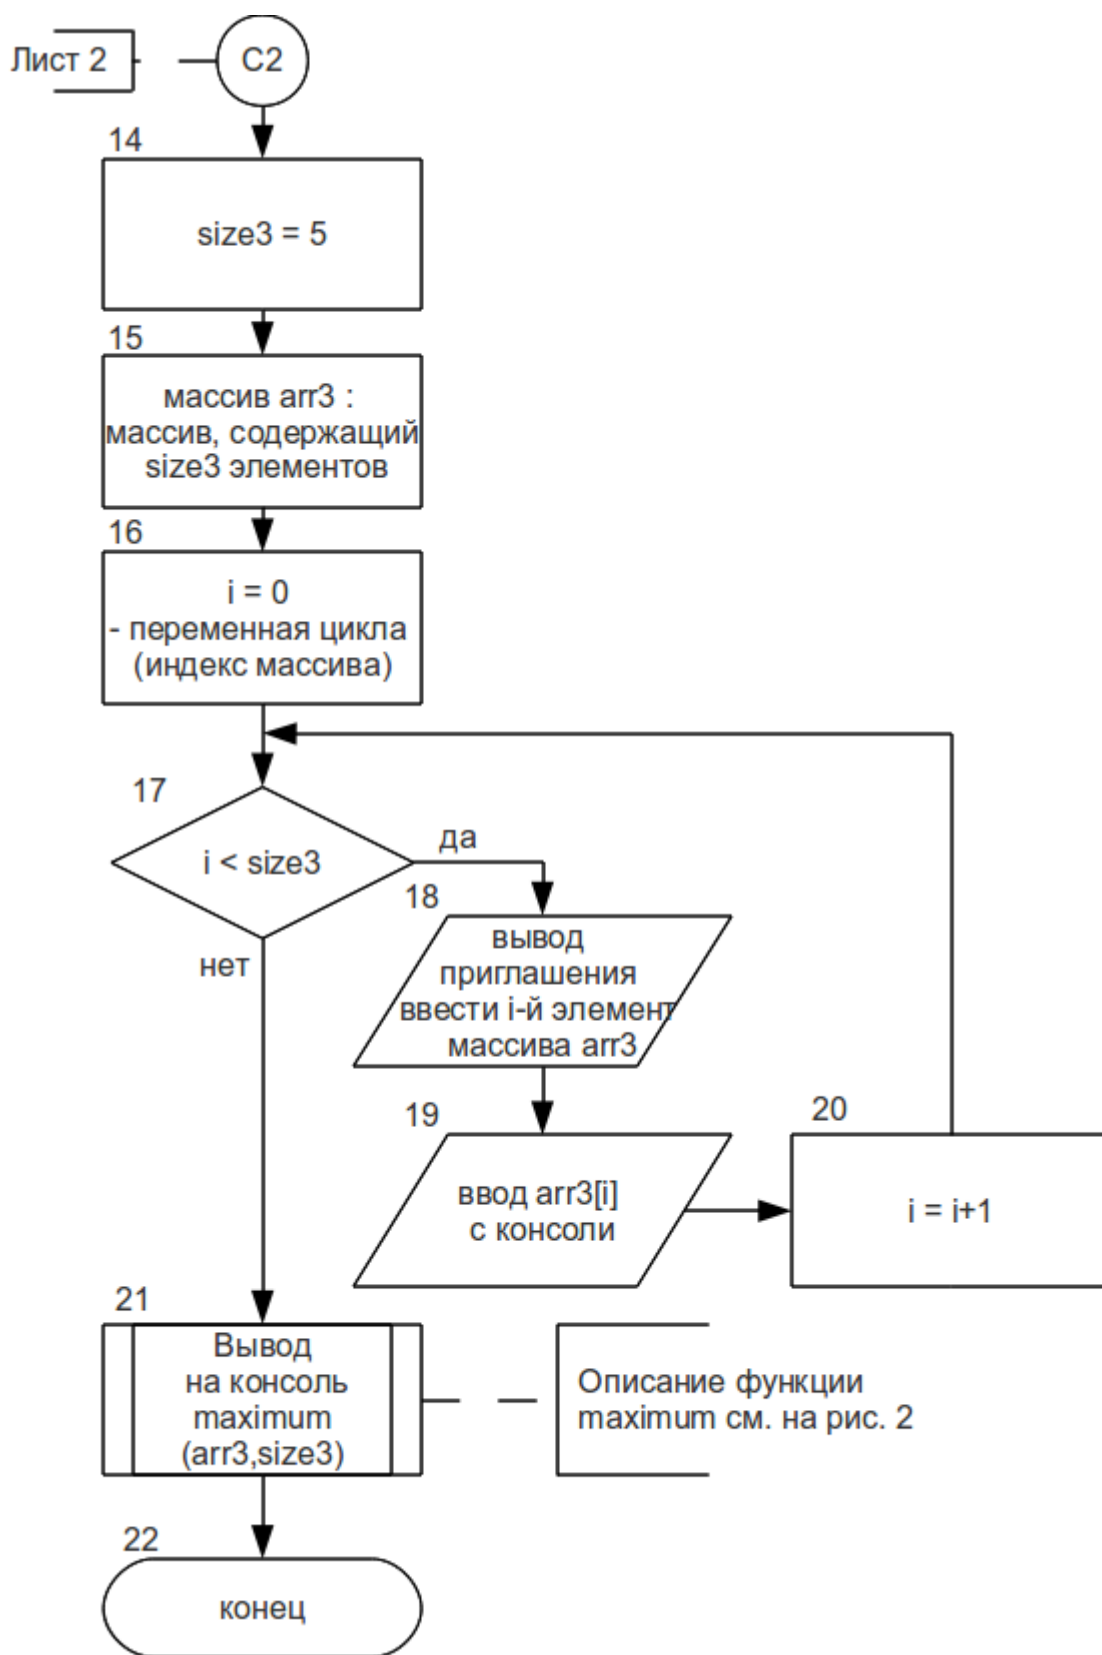 Лист 2
C2
14
size3 = 5
15
массив arr3 :
массив, содержащий
size3 элементов
16
i = 0
- переменная цикла
(индекс массива)
17
i < size3
да
нет
18
вывод
приглашения
ввести i-й элемент
массива arr3
19
ввод arr3[i]
с консоли
20
i = i+1
21
Вывод
на консоль
maximum
(arr3,size3)
Описание функции
maximum см. на рис. 2
22
конец